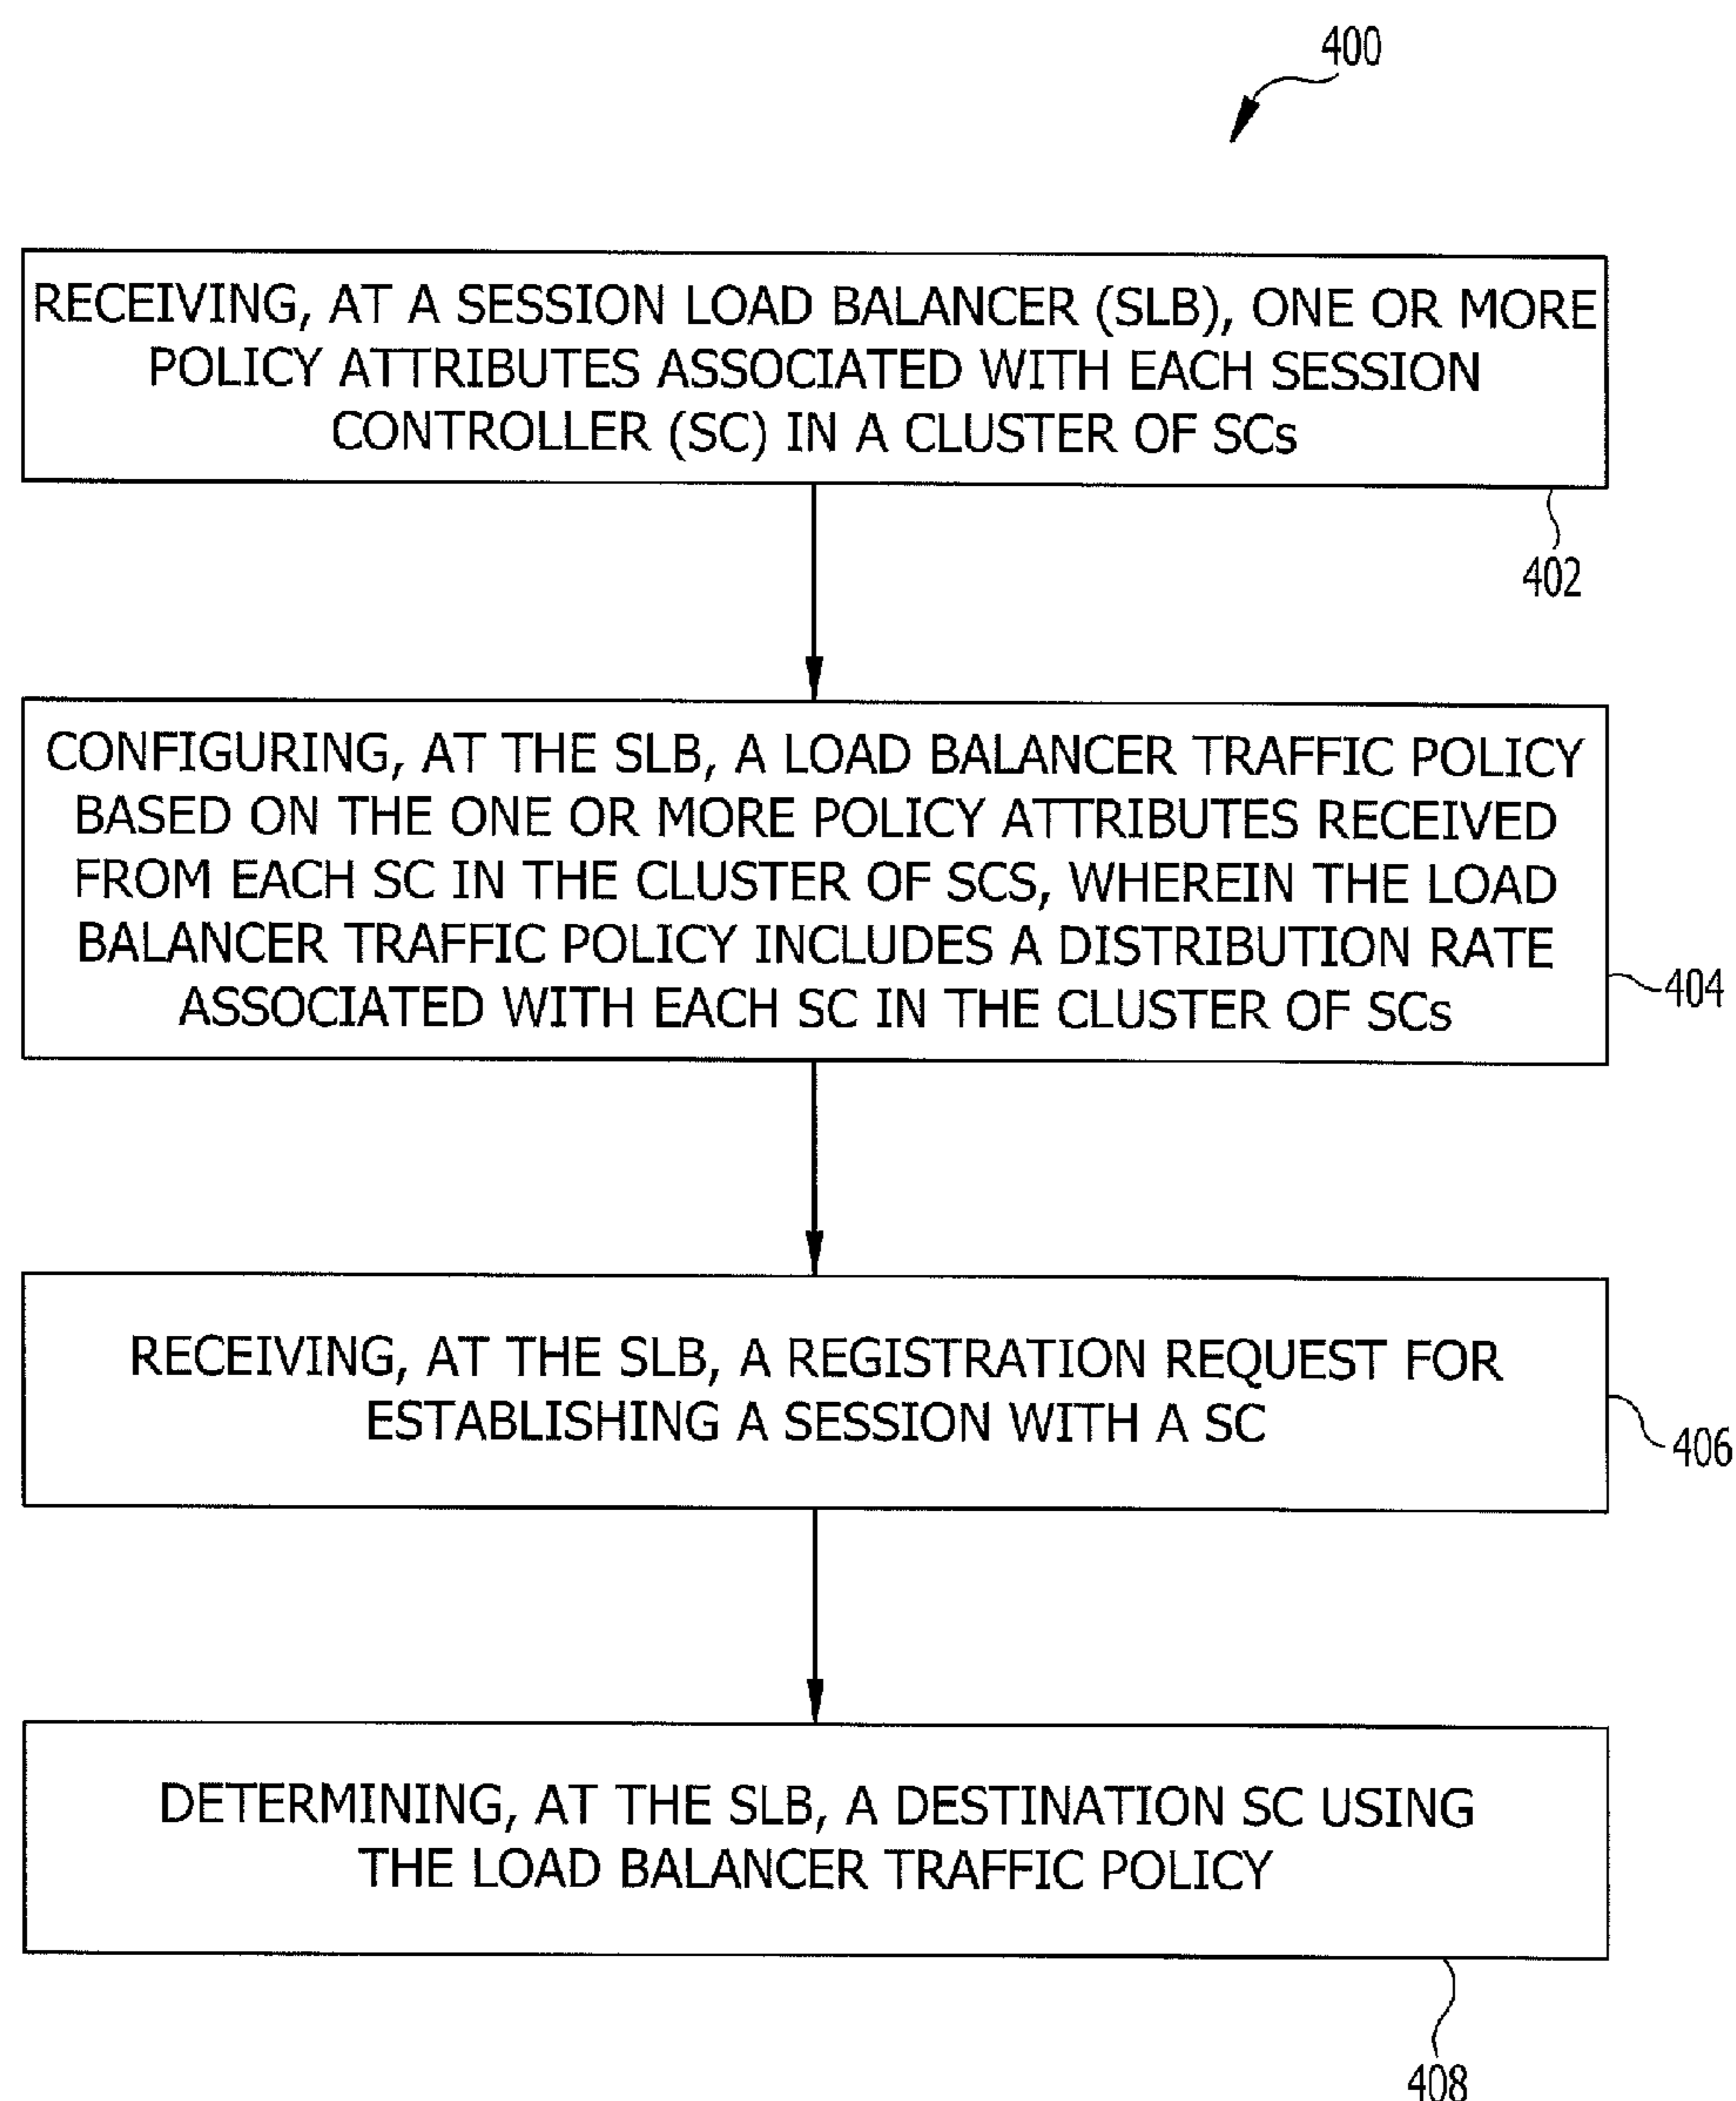 400
RECEIVING, AT A SESSION LOAD BALANCER (SLB), ONE OR MORE
POLICY ATTRIBUTES ASSOCIATED WITH EACH SESSION
CONTROLLER (SC) IN A CLUSTER OF SCs
402
CONFIGURING, AT THE SLB, A LOAD BALANCER TRAFFIC POLICY
BASED ON THE ONE OR MORE POLICY ATTRIBUTES RECEIVED
FROM EACH SC IN THE CLUSTER OF SCS, WHEREIN THE LOAD
BALANCER TRAFFIC POLICY INCLUDES A DISTRIBUTION RATE
ASSOCIATED WITH EACH SC IN THE CLUSTER OF SCs
404
RECEIVING, AT THE SLB, A REGISTRATION REQUEST FOR
ESTABLISHING A SESSION WITH A SC
406
DETERMINING, AT THE SLB, A DESTINATION SC USING
THE LOAD BALANCER TRAFFIC POLICY
408